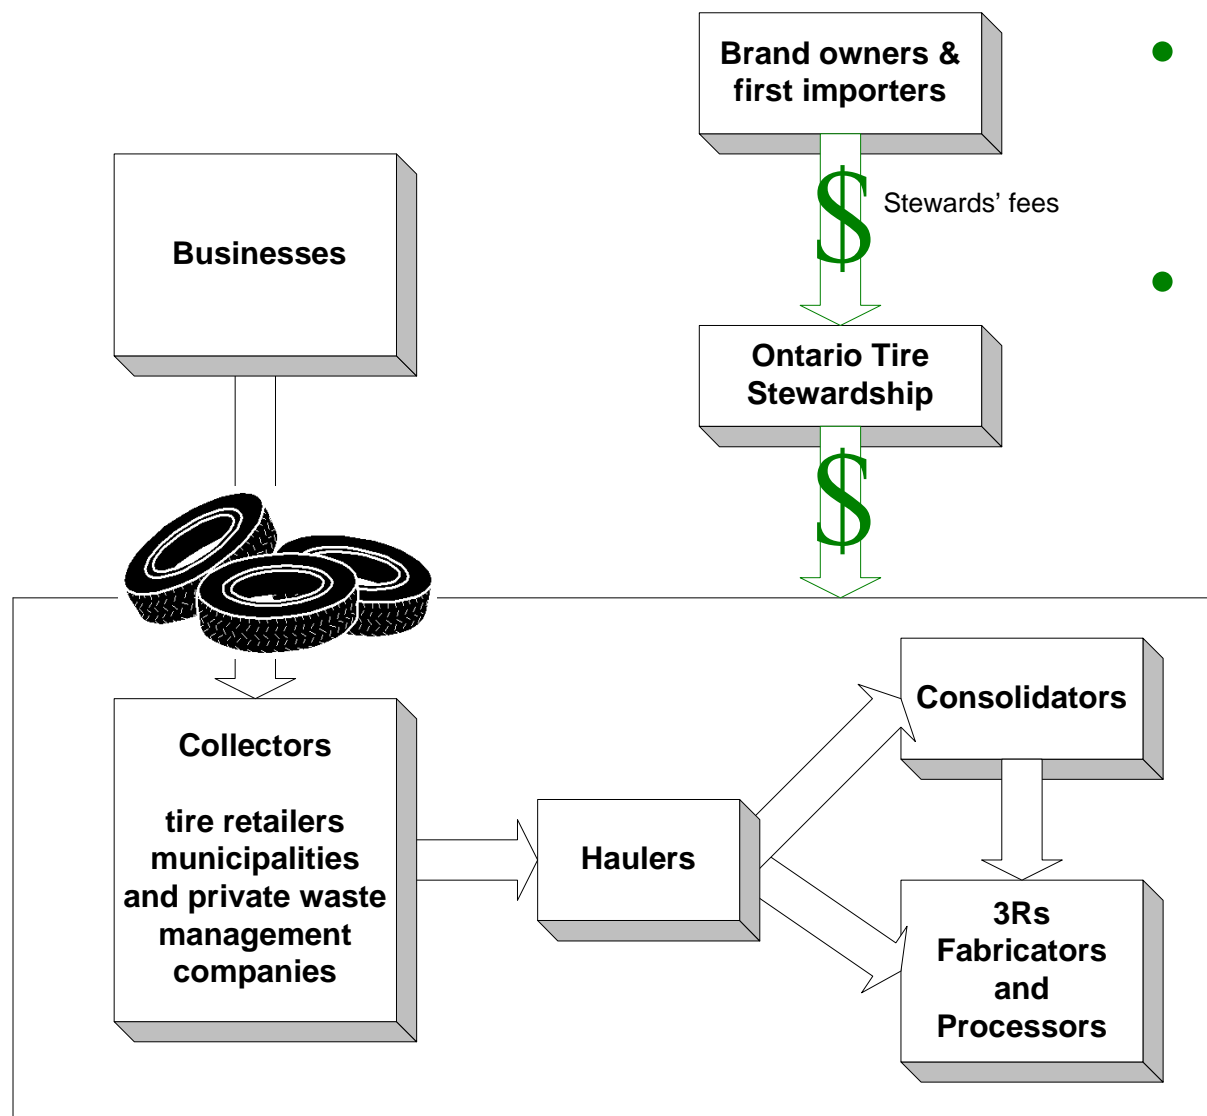 Brand owners &
first importers
$
Stewards’ fees
Businesses
Ontario Tire
Stewardship
$
Consolidators
Collectors
tire retailers
municipalities
and private waste
management
companies
Haulers
3Rs
Fabricators
and
Processors